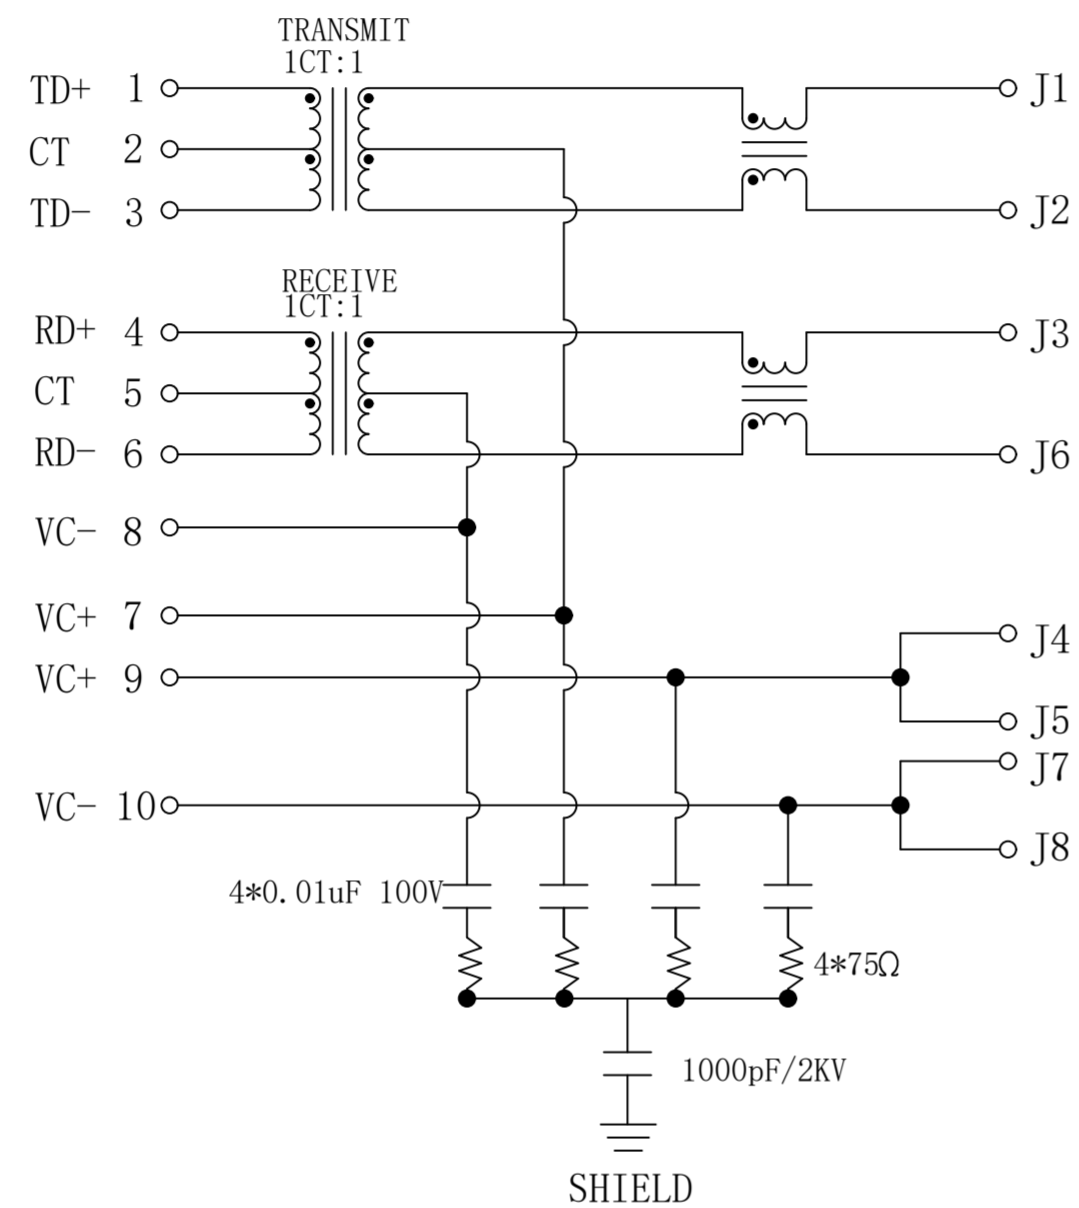 TRANSMIT
1CT:1
TD+ 1
J1
CT 2
TD- 3
J2
RECEIVE
1CT:1
RD+ 4
J3
CT 5
RD- 6
J6
VC- 8
VC+ 7
J4
VC+ 9
J5
J7
VC- 10
J8
4*0.01uF 100V
4*75Ω
1000pF/2KV
SHIELD